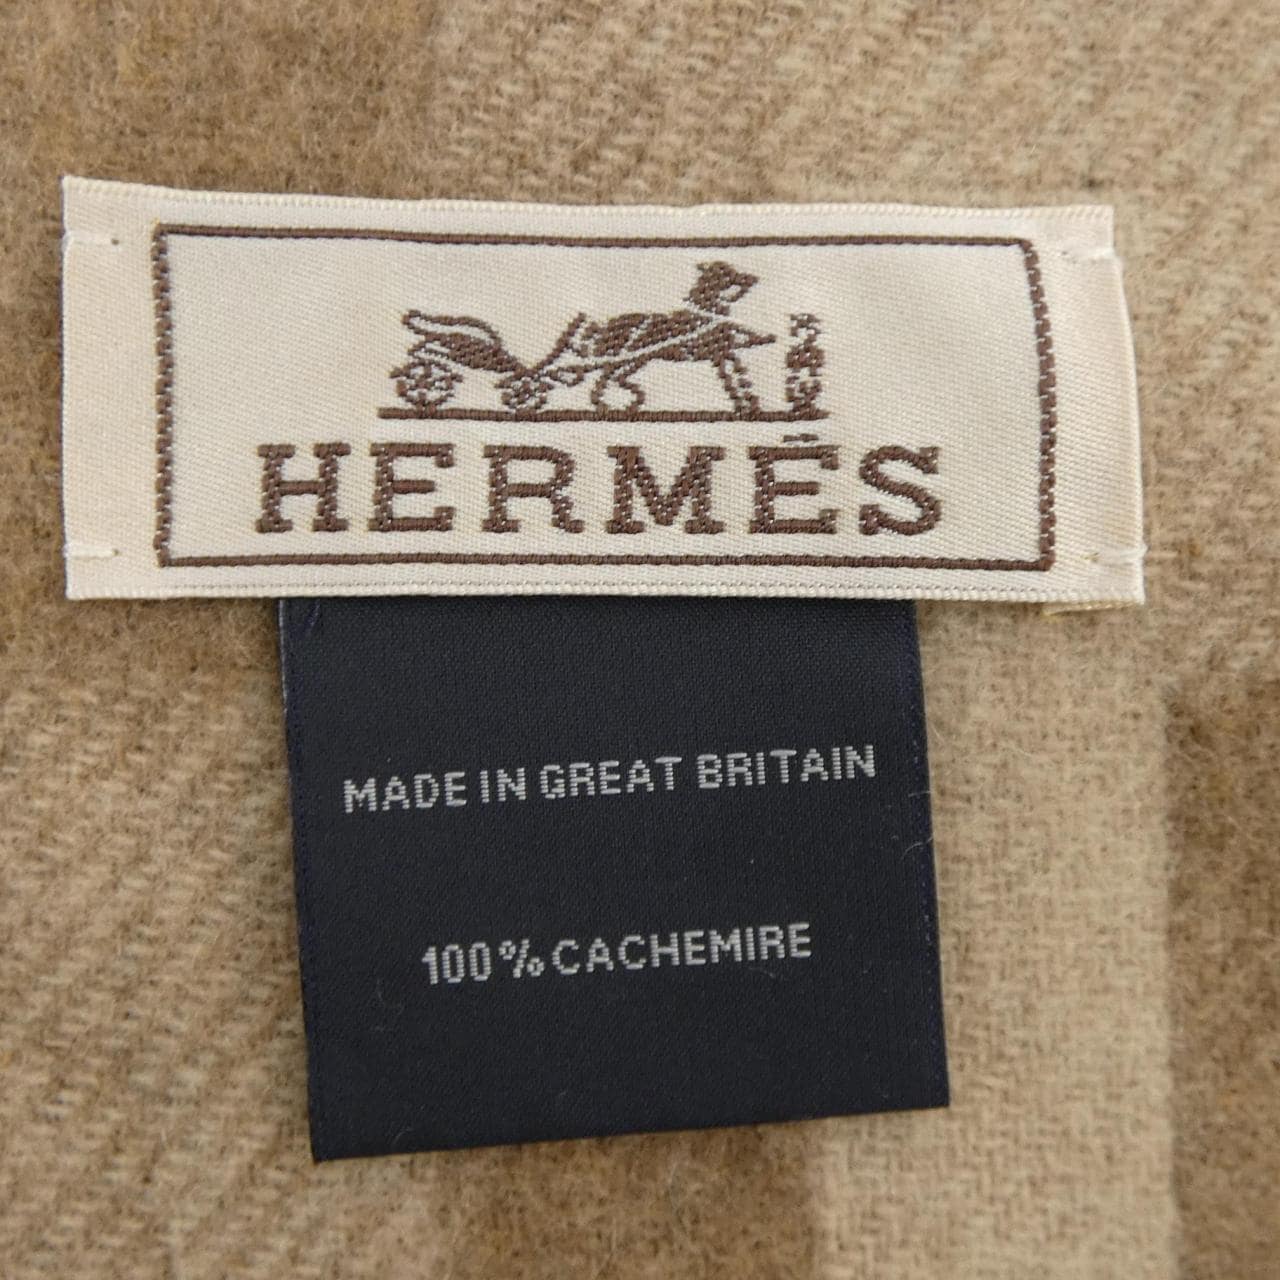 HERMÈS
MADE IN GREAT BRITAIN
100% CACHEMIRE